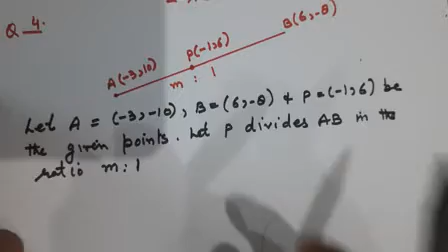 Q 4.
A(-3,10) P(-1,6) B(6,-8)
m : 1
Let A = (-3,-10), B = (6,-8) & P = (-1,6) be
the given points. Let P divides AB in the
ratio m:1